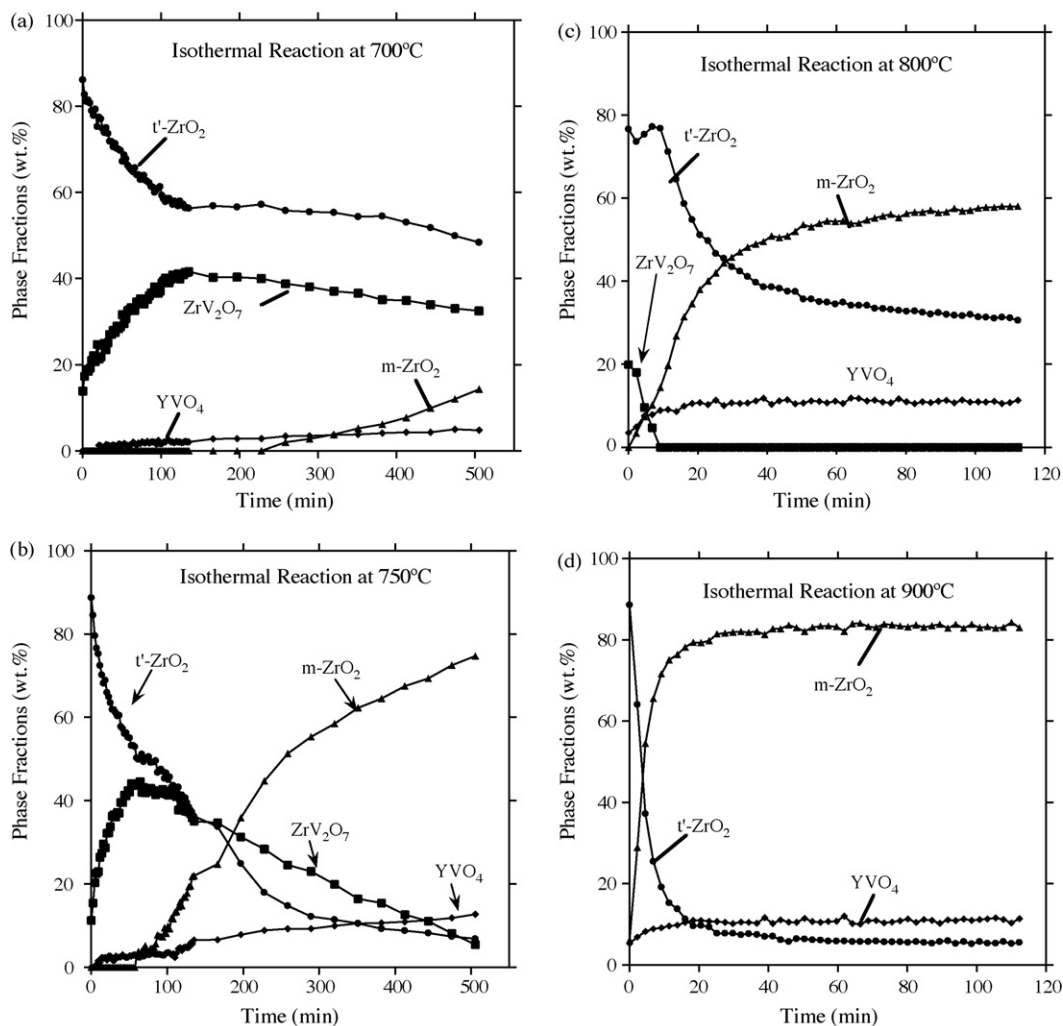 (a)
Isothermal Reaction at 700°C
100
80
60
40
20
0
Phase Fractions (wt.%)
t'-ZrO₂
ZrV₂O₇
m-ZrO₂
YVO₄
0 100 200 300 400 500
Time (min)
(c)
Isothermal Reaction at 800°C
100
80
60
40
20
0
Phase Fractions (wt.%)
t'-ZrO₂
m-ZrO₂
ZrV₂O₇
YVO₄
0 20 40 60 80 100 120
Time (min)
(b)
Isothermal Reaction at 750°C
100
80
60
40
20
0
Phase Fractions (wt.%)
t'-ZrO₂
m-ZrO₂
ZrV₂O₇
YVO₄
0 100 200 300 400 500
Time (min)
(d)
Isothermal Reaction at 900°C
100
80
60
40
20
0
Phase Fractions (wt.%)
m-ZrO₂
t'-ZrO₂
YVO₄
0 20 40 60 80 100 120
Time (min)